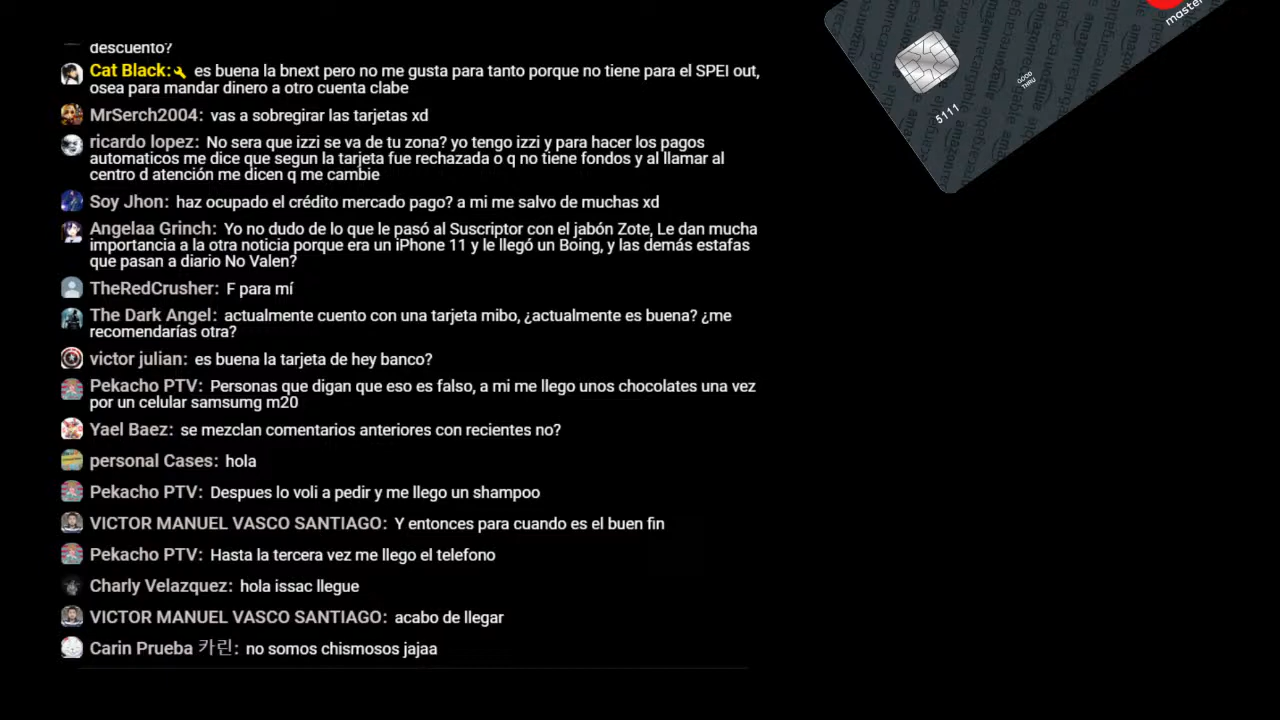 descuento?
Cat Black: es buena la bnext pero no me gusta para tanto porque no tiene para el SPEI out,
osea para mandar dinero a otro cuenta clabe
MrSerch2004: vas a sobregirar las tarjetas xd
ricardo lopez: No sera que izzi se va de tu zona? yo tengo izzi y para hacer los pagos
automaticos me dice que segun la tarjeta fue rechazada o q no tiene fondos y al llamar al
centro d atención me dicen q me cambie
Soy Jhon: haz ocupado el crédito mercado pago? a mi me salvo de muchas xd
Angelaa Grinch: Yo no dudo de lo que le pasó al Suscriptor con el jabón Zote, Le dan mucha
importancia a la otra noticia porque era un iPhone 11 y le llegó un Boing, y las demás estafas
que pasan a diario No Valen?
TheRedCrusher: F para mí
The Dark Angel: actualmente cuento con una tarjeta mibo, ¿actualmente es buena? ¿me
recomendarías otra?
victor julian: es buena la tarjeta de hey banco?
Pekacho PTV: Personas que digan que eso es falso, a mi me llego unos chocolates una vez
por un celular samsumg m20
Yael Baez: se mezclan comentarios anteriores con recientes no?
personal Cases: hola
Pekacho PTV: Despues lo voli a pedir y me llego un shampoo
VICTOR MANUEL VASCO SANTIAGO: Y entonces para cuando es el buen fin
Pekacho PTV: Hasta la tercera vez me llego el telefono
Charly Velazquez: hola issac llegue
VICTOR MANUEL VASCO SANTIAGO: acabo de llegar
Carin Prueba 카린: no somos chismosos jajaa
master
GOOD
THRU
5111
amazonrecargable